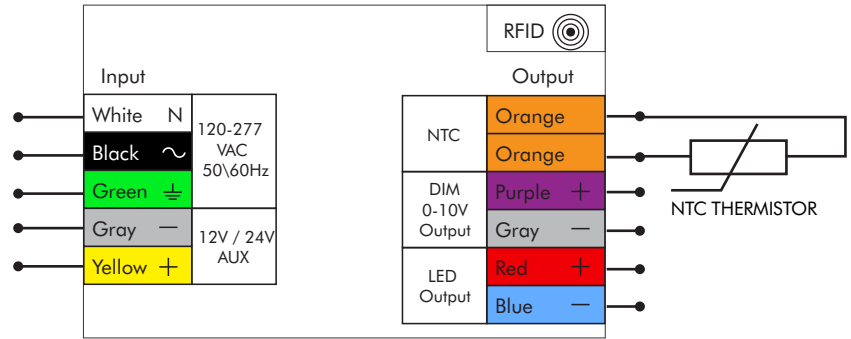 RFID
Input
Output
White N
Black
Green
120-277
VAC
50\60Hz
Gray —
Yellow +
12V / 24V
AUX
NTC
Orange
Orange
DIM
0-10V
Output
Purple +
Gray —
LED
Output
Red +
Blue —
NTC THERMISTOR